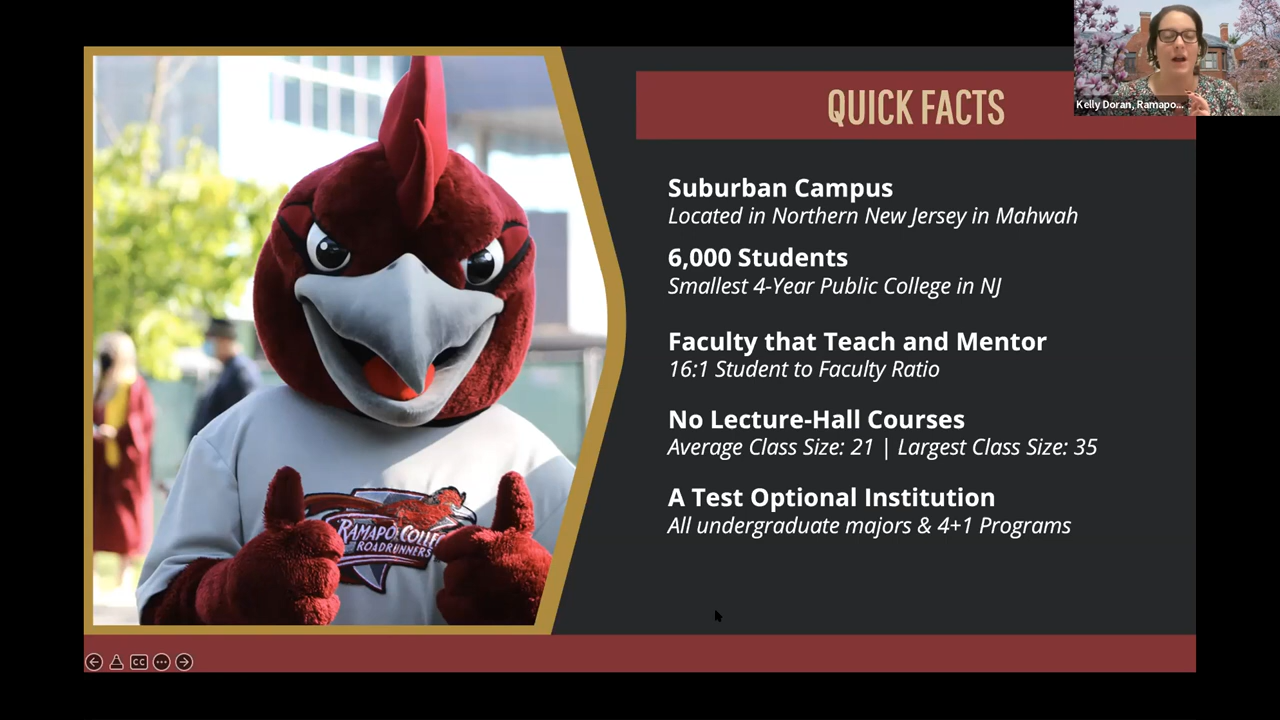 QUICK FACTS
Kelly Doran, Ramapo...
Suburban Campus
Located in Northern New Jersey in Mahwah
6,000 Students
Smallest 4-Year Public College in NJ
Faculty that Teach and Mentor
16:1 Student to Faculty Ratio
No Lecture-Hall Courses
Average Class Size: 21 | Largest Class Size: 35
A Test Optional Institution
All undergraduate majors & 4+1 Programs
RAMAPO COLLE
ROADRUNNERS
CC